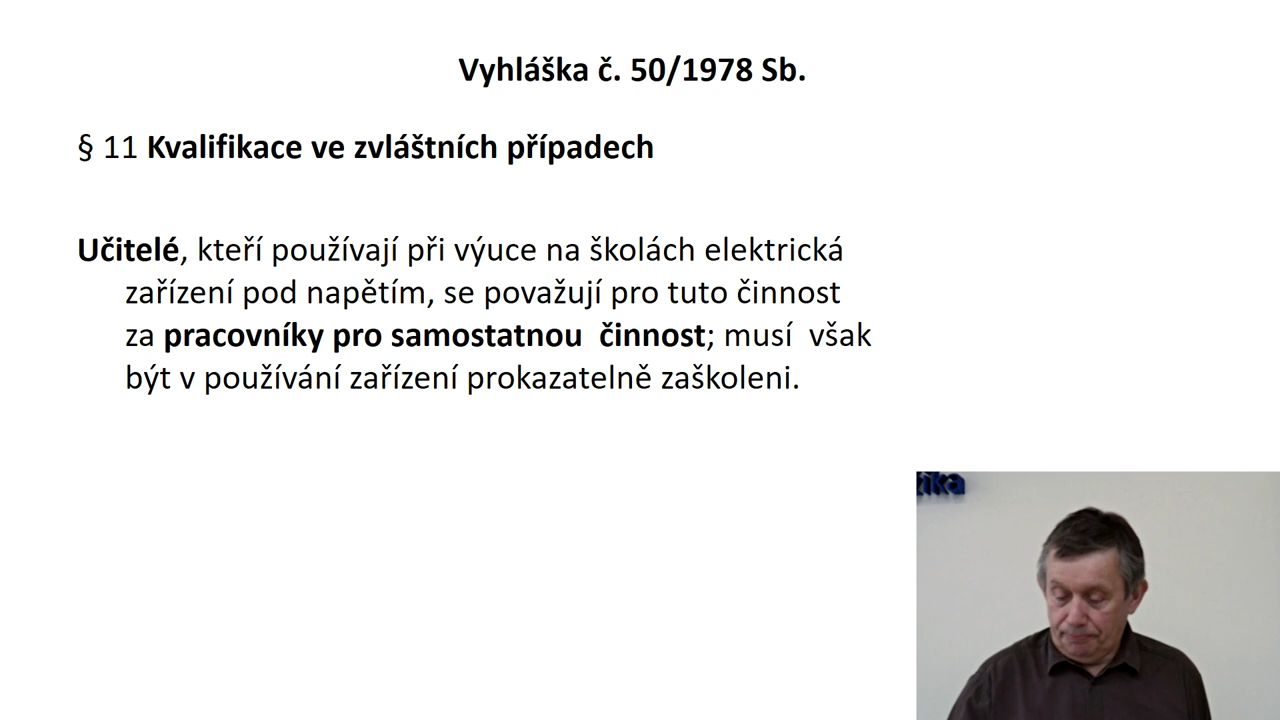 Vyhláška č. 50/1978 Sb.
§ 11 Kvalifikace ve zvláštních případech
Učitelé, kteří používají při výuce na školách elektrická
zařízení pod napětím, se považují pro tuto činnost
za pracovníky pro samostatnou  činnost; musí  však
být v používání zařízení prokazatelně zaškoleni.